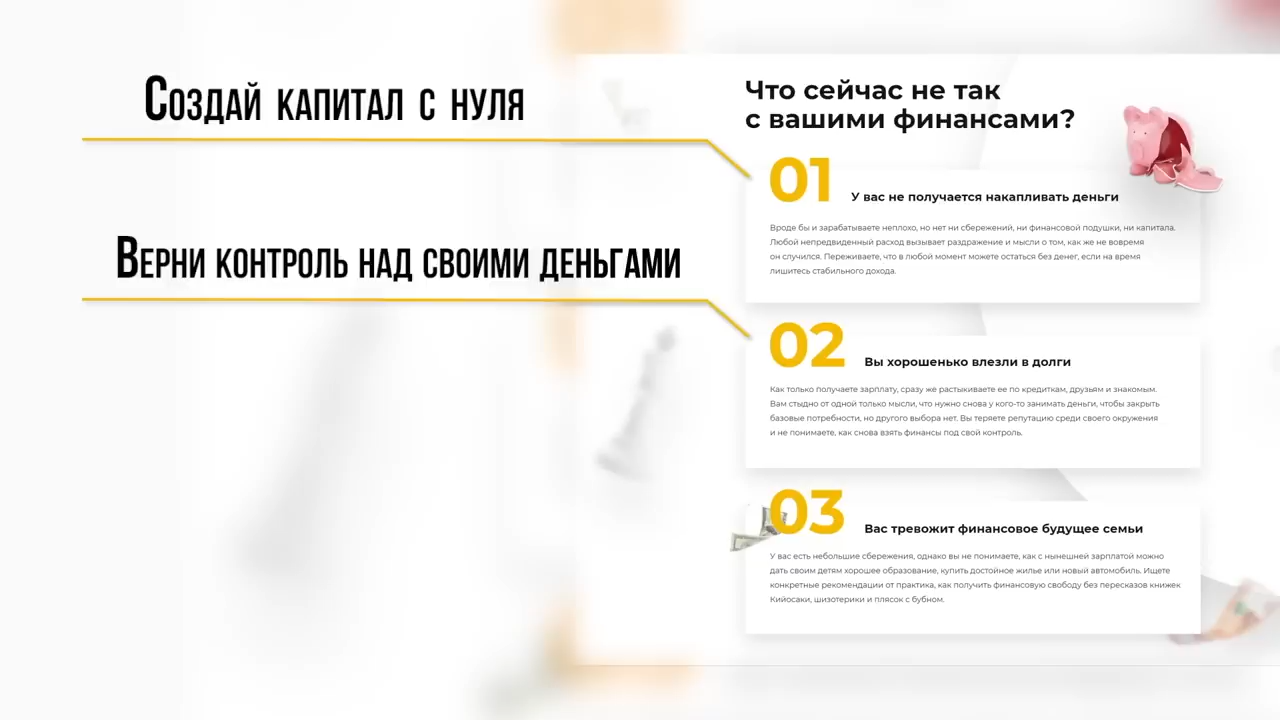 Создай капитал с нуля
Верни контроль над своими деньгами
Что сейчас не так
с вашими финансами?
01
У вас не получается накапливать деньги
Вроде бы и зарабатываете неплохо, но нет ни сбережений, ни финансовой подушки, ни капитала.
Любой непредвиденный расход вызывает раздражение и мысли о том, как же не вовремя
он случился. Переживаете, что в любой момент можете остаться без денег, если на время
лишитесь стабильного дохода.
02
Вы хорошенько влезли в долги
Как только получаете зарплату, сразу же растыкиваете ее по кредиткам, друзьям и знакомым.
Вам стыдно от одной только мысли, что нужно снова у кого-то занимать деньги, чтобы закрыть
базовые потребности, но другого выбора нет. Вы теряете репутацию среди своего окружения
и не понимаете, как снова взять финансы под свой контроль.
03
Вас тревожит финансовое будущее семьи
У вас есть небольшие сбережения, однако вы не понимаете, как с нынешней зарплатой можно
дать своим детям хорошее образование, купить достойное жилье или новый автомобиль. Ищете
конкретные рекомендации от практика, как получить финансовую свободу без пересказов книжек
Кийосаки, шизотерики и плясок с бубном.